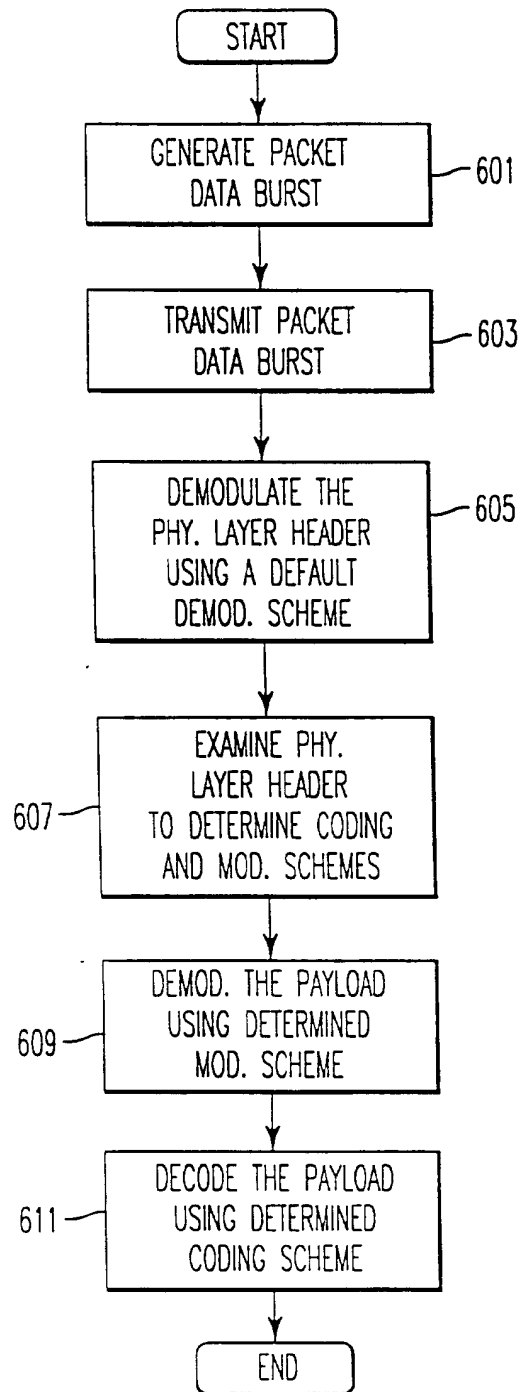 START
GENERATE PACKET
DATA BURST
601
TRANSMIT PACKET
DATA BURST
603
DEMODULATE THE
PHY. LAYER HEADER
USING A DEFAULT
DEMOD. SCHEME
605
EXAMINE PHY.
LAYER HEADER
TO DETERMINE CODING
AND MOD. SCHEMES
607
DEMOD. THE PAYLOAD
USING DETERMINED
MOD. SCHEME
609
DECODE THE PAYLOAD
USING DETERMINED
CODING SCHEME
611
END